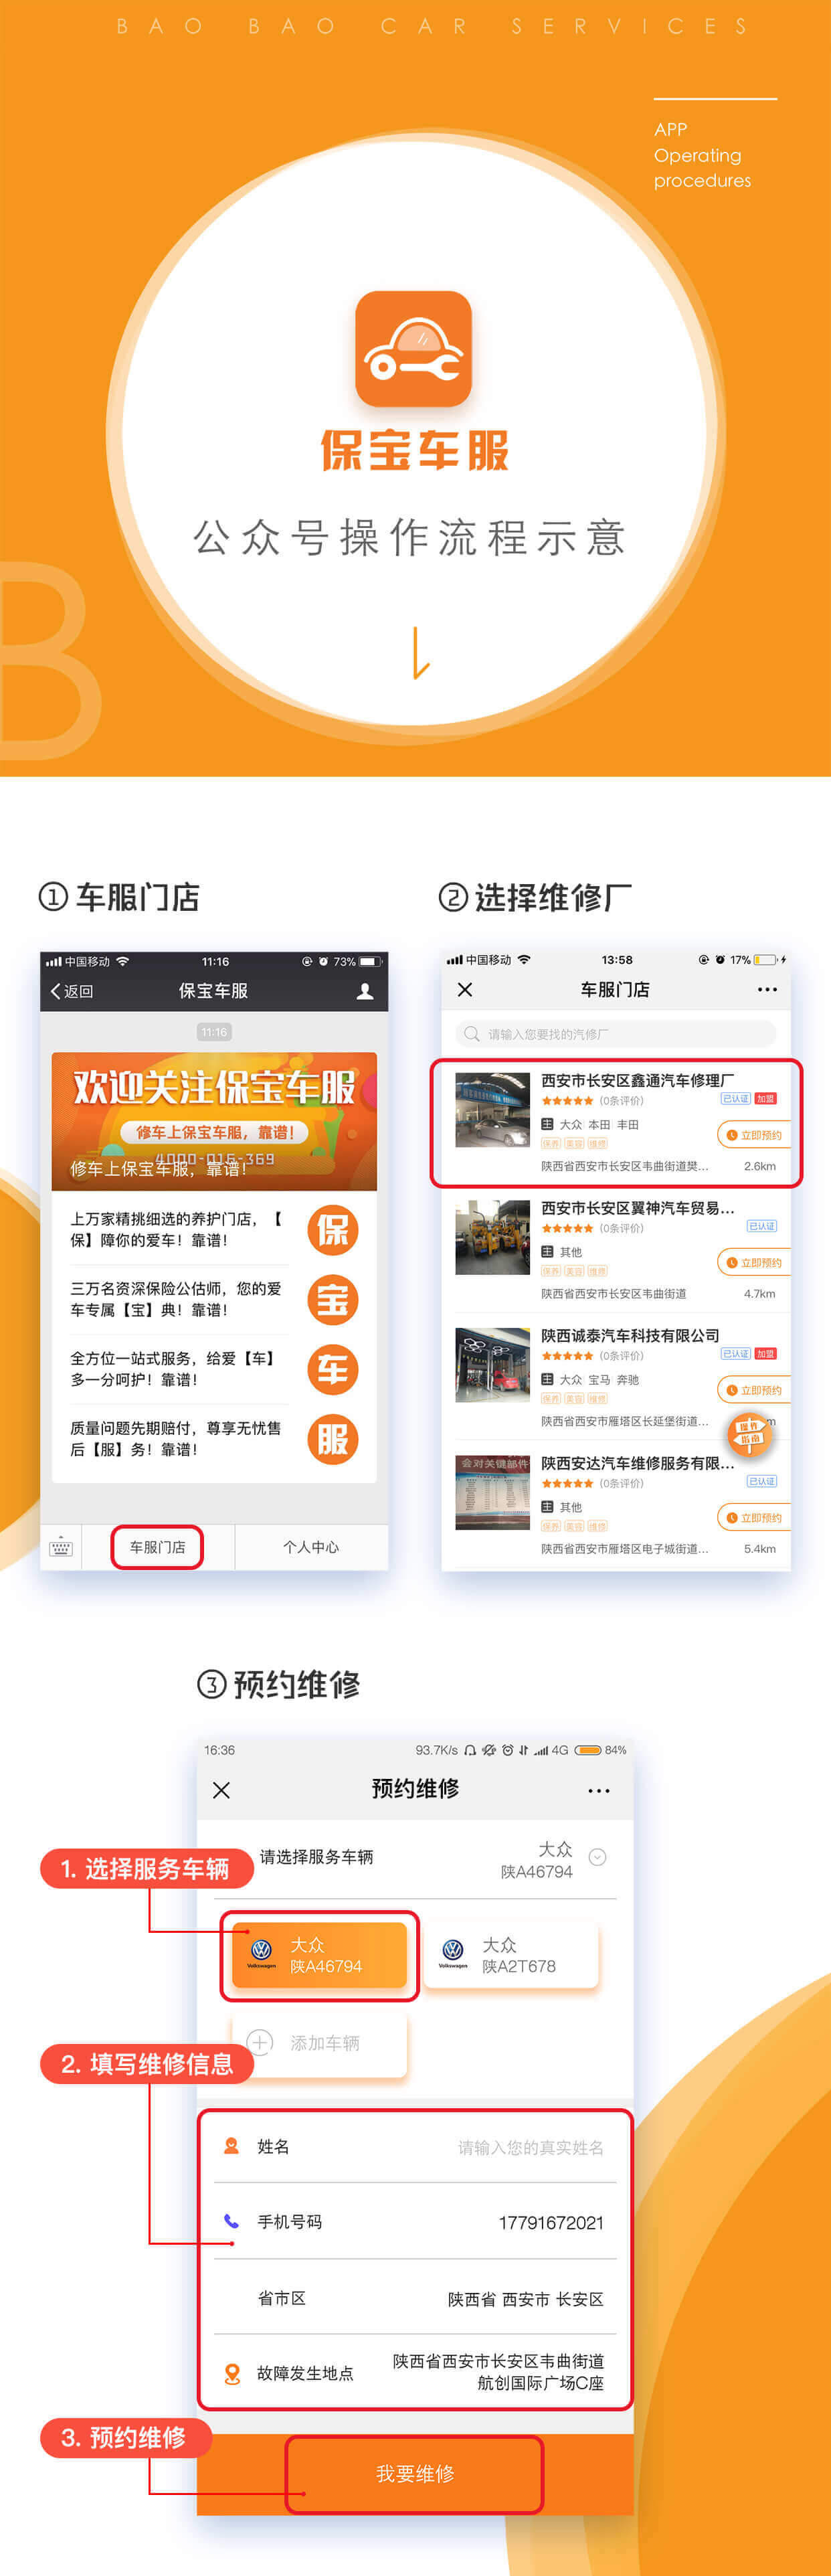 BAO BAO CAR SERVICES
APP
Operating
procedures
保宝车服
公众号操作流程示意
B
① 车服门店
中国移动 11:16 73%
返回 保宝车服
11:16
欢迎关注保宝车服
修车上保宝车服，靠谱！
4000-016-369
修车上保宝车服，靠谱！
上万家精挑细选的养护门店，【
保】障你的爱车！靠谱！
保
三万名资深保险公估师，您的爱
车专属【宝】典！靠谱！
宝
全方位一站式服务，给爱【车】
多一分呵护！靠谱！
车
质量问题先期赔付，尊享无忧售
后【服】务！靠谱！
服
车服门店 个人中心
② 选择维修厂
中国移动 13:58 17%
车服门店
请输入您要找的汽修厂
西安市长安区鑫通汽车修理厂
(0条评价) 已认证 加盟
主 大众 本田 丰田
立即预约
保养 美容 维修
陕西省西安市长安区韦曲街道樊... 2.6km
西安市长安区翼神汽车贸易...
(0条评价) 已认证
主 其他
立即预约
保养 美容 维修
陕西省西安市长安区韦曲街道 4.7km
陕西诚泰汽车科技有限公司
(0条评价) 已认证 加盟
主 大众 宝马 奔驰
立即预约
保养 美容 维修
陕西省西安市雁塔区长延堡街道... m
操作
指南
会对关键部件
陕西安达汽车维修服务有限...
(0条评价) 已认证
主 其他
立即预约
保养 美容 维修
陕西省西安市雁塔区电子城街道... 5.4km
③ 预约维修
16:36 93.7K/s 4G 84%
预约维修
1. 选择服务车辆
请选择服务车辆
大众
陕A46794
Volkswagen
大众
陕A46794
Volkswagen
大众
陕A2T678
添加车辆
2. 填写维修信息
姓名 请输入您的真实姓名
手机号码 17791672021
省市区 陕西省 西安市 长安区
故障发生地点 陕西省西安市长安区韦曲街道
航创国际广场C座
3. 预约维修
我要维修